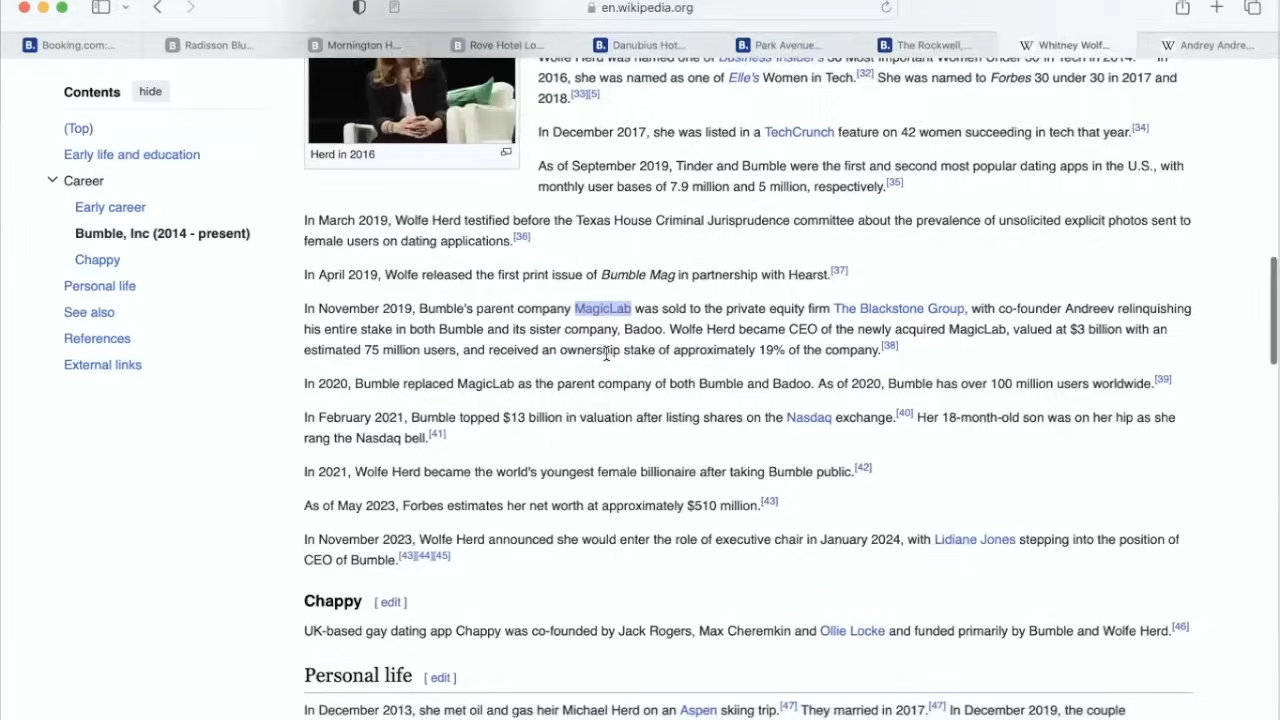 en.wikipedia.org
Booking.com:...
Radisson Blu...
Mornington H...
Rove Hotel Lo...
Danubius Hot...
Park Avenue...
The Rockwell,...
Whitney Wolf...
Andrey Andre...
Contents hide
(Top)
Early life and education
Career
Early career
Bumble, Inc (2014 - present)
Chappy
Personal life
See also
References
External links
Herd in 2016
Wolfe Herd was named one of Business Insider's 30 Most Important Women Under 30 in Tech in 2014. In
2016, she was named as one of Elle's Women in Tech.[32] She was named to Forbes 30 under 30 in 2017 and
2018.[33][5]
In December 2017, she was listed in a TechCrunch feature on 42 women succeeding in tech that year.[34]
As of September 2019, Tinder and Bumble were the first and second most popular dating apps in the U.S., with
monthly user bases of 7.9 million and 5 million, respectively.[35]
In March 2019, Wolfe Herd testified before the Texas House Criminal Jurisprudence committee about the prevalence of unsolicited explicit photos sent to
female users on dating applications.[36]
In April 2019, Wolfe released the first print issue of Bumble Mag in partnership with Hearst.[37]
In November 2019, Bumble's parent company MagicLab was sold to the private equity firm The Blackstone Group, with co-founder Andreev relinquishing
his entire stake in both Bumble and its sister company, Badoo. Wolfe Herd became CEO of the newly acquired MagicLab, valued at $3 billion with an
estimated 75 million users, and received an ownership stake of approximately 19% of the company.[38]
In 2020, Bumble replaced MagicLab as the parent company of both Bumble and Badoo. As of 2020, Bumble has over 100 million users worldwide.[39]
In February 2021, Bumble topped $13 billion in valuation after listing shares on the Nasdaq exchange.[40] Her 18-month-old son was on her hip as she
rang the Nasdaq bell.[41]
In 2021, Wolfe Herd became the world's youngest female billionaire after taking Bumble public.[42]
As of May 2023, Forbes estimates her net worth at approximately $510 million.[43]
In November 2023, Wolfe Herd announced she would enter the role of executive chair in January 2024, with Lidiane Jones stepping into the position of
CEO of Bumble.[43][44][45]
Chappy [ edit ]
UK-based gay dating app Chappy was co-founded by Jack Rogers, Max Cheremkin and Ollie Locke and funded primarily by Bumble and Wolfe Herd.[46]
Personal life [ edit ]
In December 2013, she met oil and gas heir Michael Herd on an Aspen skiing trip.[47] They married in 2017.[47] In December 2019, the couple